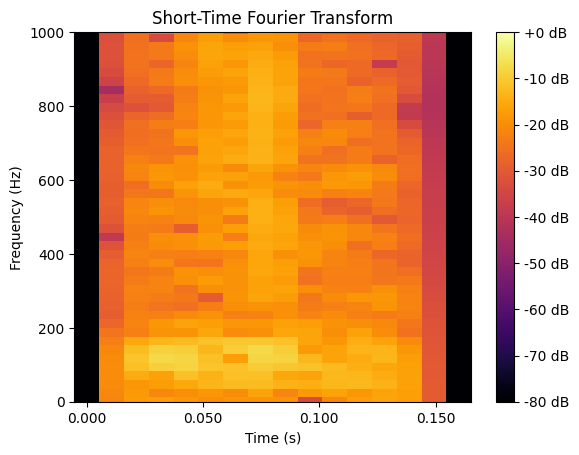 Short-Time Fourier Transform
1000
800
600
400
200
0
Frequency (Hz)
0.000
0.050
0.100
0.150
Time (s)
+0 dB
-10 dB
-20 dB
-30 dB
-40 dB
-50 dB
-60 dB
-70 dB
-80 dB